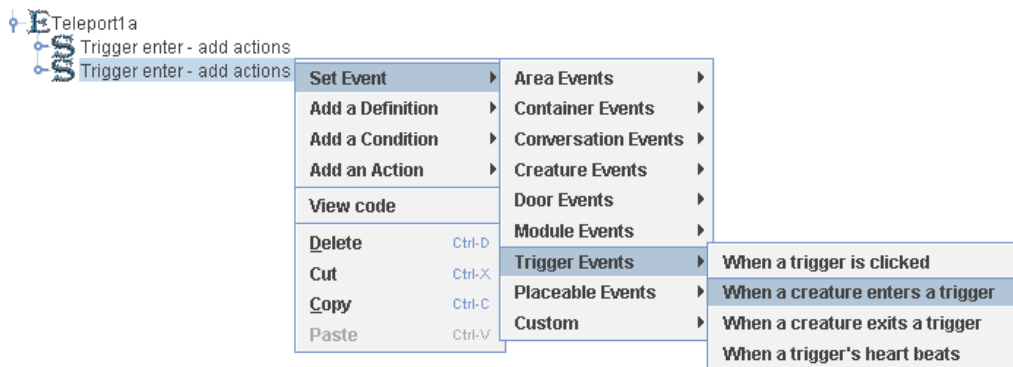 E Teleport1a
S Trigger enter - add actions
S Trigger enter - add actions
Set Event
Add a Definition
Add a Condition
Add an Action
View code
Delete Ctrl-D
Cut Ctrl-X
Copy Ctrl-C
Paste Ctrl-V
Area Events
Container Events
Conversation Events
Creature Events
Door Events
Module Events
Trigger Events
Placeable Events
Custom
When a trigger is clicked
When a creature enters a trigger
When a creature exits a trigger
When a trigger's heart beats